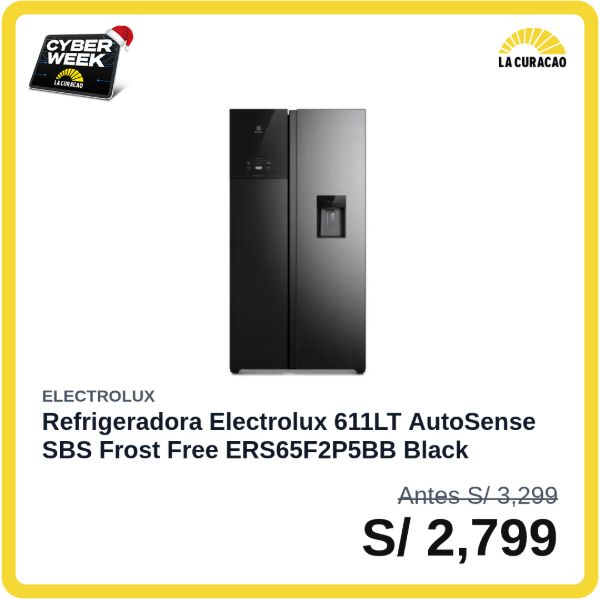 CYBER
WEEK
LA CURACAO
LA CURACAO
ELECTROLUX
Refrigeradora Electrolux 611LT AutoSense
SBS Frost Free ERS65F2P5BB Black
Antes S/ 3,299
S/ 2,799